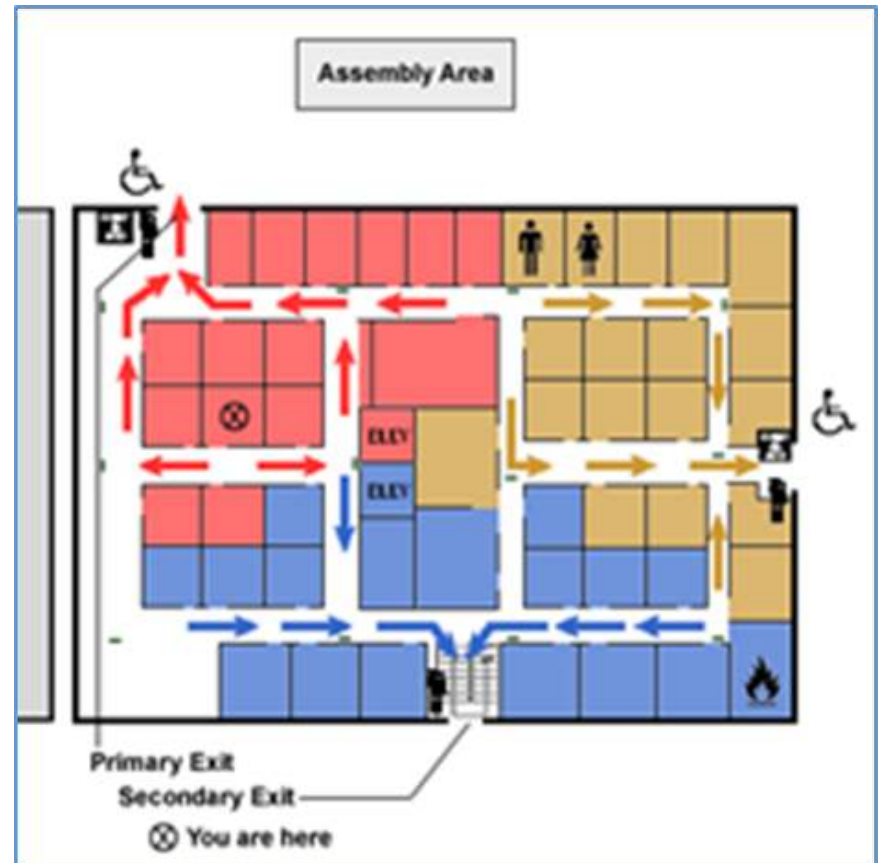 Assembly Area
ELEV
ELEV
Primary Exit
Secondary Exit
You are here